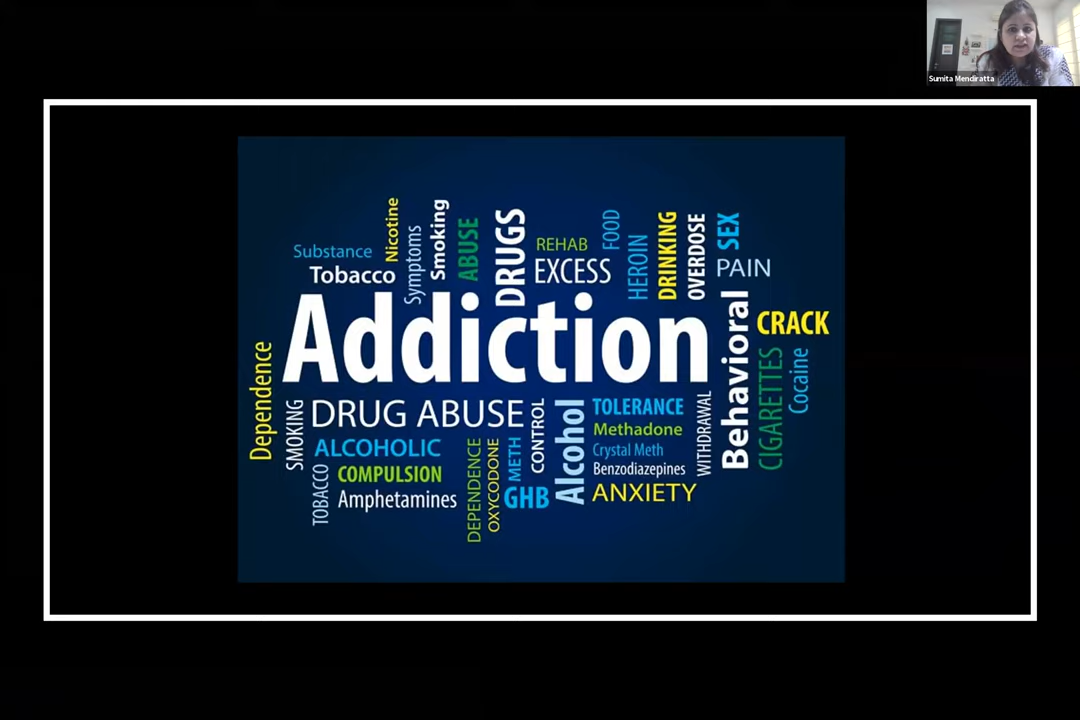 Sumita Mendiratta
Substance
Tobacco
Nicotine
Symptoms
Smoking
ABUSE
DRUGS
REHAB
EXCESS
FOOD
HEROIN
DRINKING
OVERDOSE
SEX
PAIN
Addiction
Behavioral
CRACK
CIGARETTES
Cocaine
Dependence
SMOKING
DRUG ABUSE
ALCOHOLIC
TOBACCO
COMPULSION
Amphetamines
DEPENDENCE
OXYCODONE
METH
CONTROL
GHB
Alcohol
TOLERANCE
Methadone
Crystal Meth
Benzodiazepines
ANXIETY
WITHDRAWAL